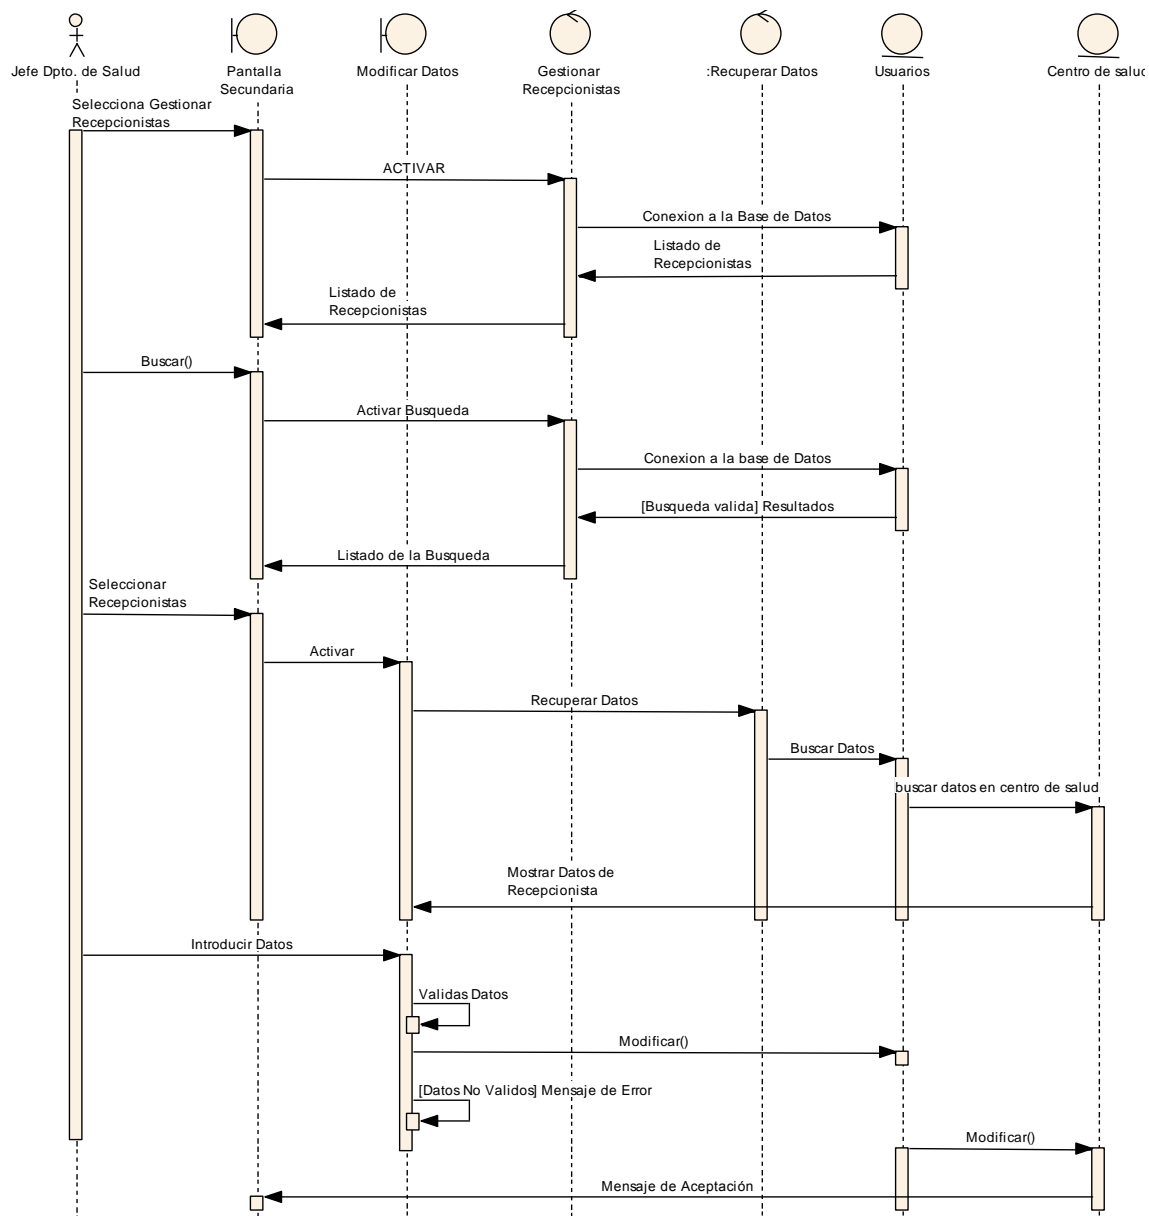 Jefe Dpto. de Salud
Pantalla
Secundaria
Modificar Datos
Gestionar
Recepcionistas
:Recuperar Datos
Usuarios
Centro de saluc
Selecciona Gestionar
Recepcionistas
ACTIVAR
Conexion a la Base de Datos
Listado de
Recepcionistas
Listado de
Recepcionistas
Buscar()
Activar Busqueda
Conexion a la base de Datos
[Busqueda valida] Resultados
Listado de la Busqueda
Seleccionar
Recepcionistas
Activar
Recuperar Datos
Buscar Datos
buscar datos en centro de salud
Mostrar Datos de
Recepcionista
Introducir Datos
Validas Datos
Modificar()
[Datos No Validos] Mensaje de Error
Modificar()
Mensaje de Aceptación